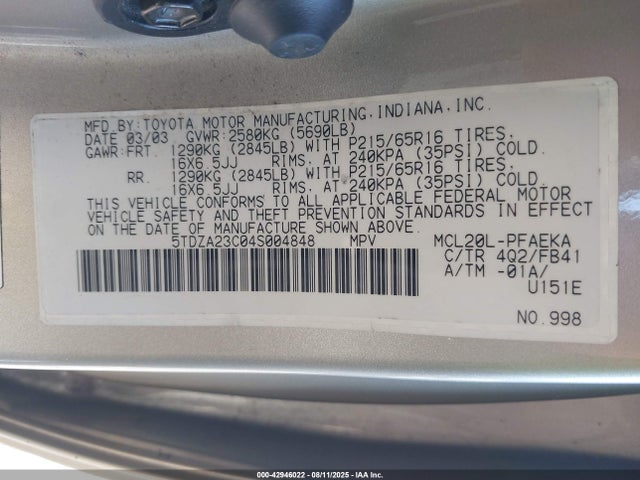 MFD.BY:TOYOTA MOTOR MANUFACTURING,INDIANA,INC.
DATE 03/03 GVWR:2580KG (5690LB)
GAWR:FRT. 1290KG (2845LB) WITH P215/65R16 TIRES,
16X6.5JJ RIMS, AT 240KPA (35PSI) COLD.
RR. 1290KG (2845LB) WITH P215/65R16 TIRES,
16X6.5JJ RIMS, AT 240KPA (35PSI) COLD.
THIS VEHICLE CONFORMS TO ALL APPLICABLE FEDERAL MOTOR
VEHICLE SAFETY AND THEFT PREVENTION STANDARDS IN EFFECT
ON THE DATE OF MANUFACTURE SHOWN ABOVE.
5TDZA23C04S004848 MPV MCL20L-PFAEKA
C/TR 4Q2/FB41
A/TM -01A/
U151E
NO.998
000-42946022 - 08/11/2025 - IAA Inc.